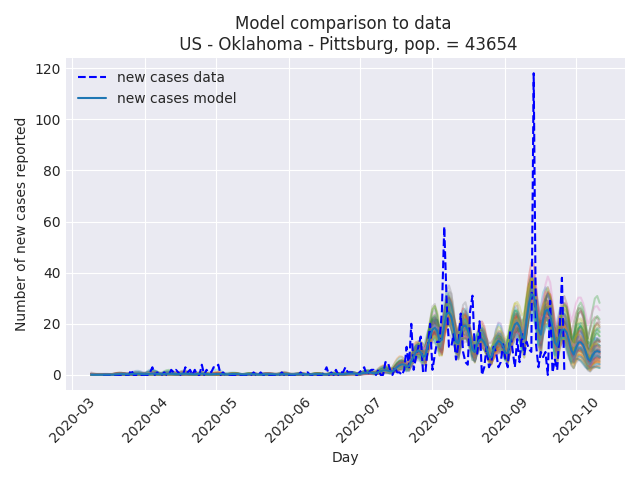 Model comparison to data
US - Oklahoma - Pittsburg, pop. = 43654
new cases data
new cases model
Number of new cases reported
120
100
80
60
40
20
0
2020-03
2020-04
2020-05
2020-06
2020-07
2020-08
2020-09
2020-10
Day